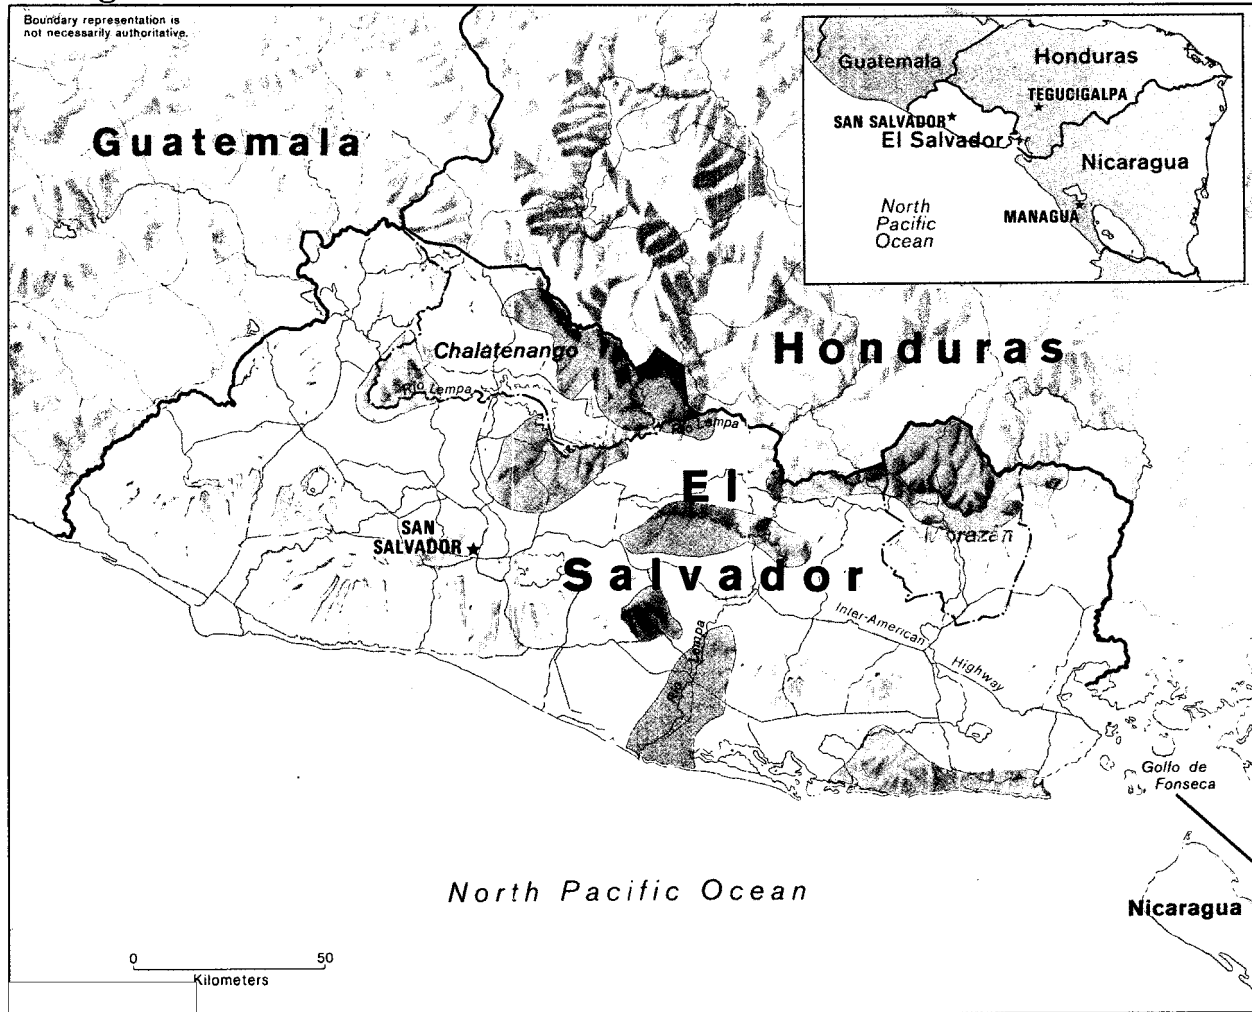 Boundary representation is
not necessarily authoritative.
Guatemala
Honduras
Guatemala
TEGUCIGALPA
SAN SALVADOR
El Salvador
Nicaragua
North
Pacific
Ocean
MANAGUA
Honduras
Chalatenango
Río Lempa
Río Lempa
El
Salvador
SAN
SALVADOR
Morazán
Inter-American
Highway
Río Lempa
Golfo de
Fonseca
North Pacific Ocean
Nicaragua
0 50
Kilometers